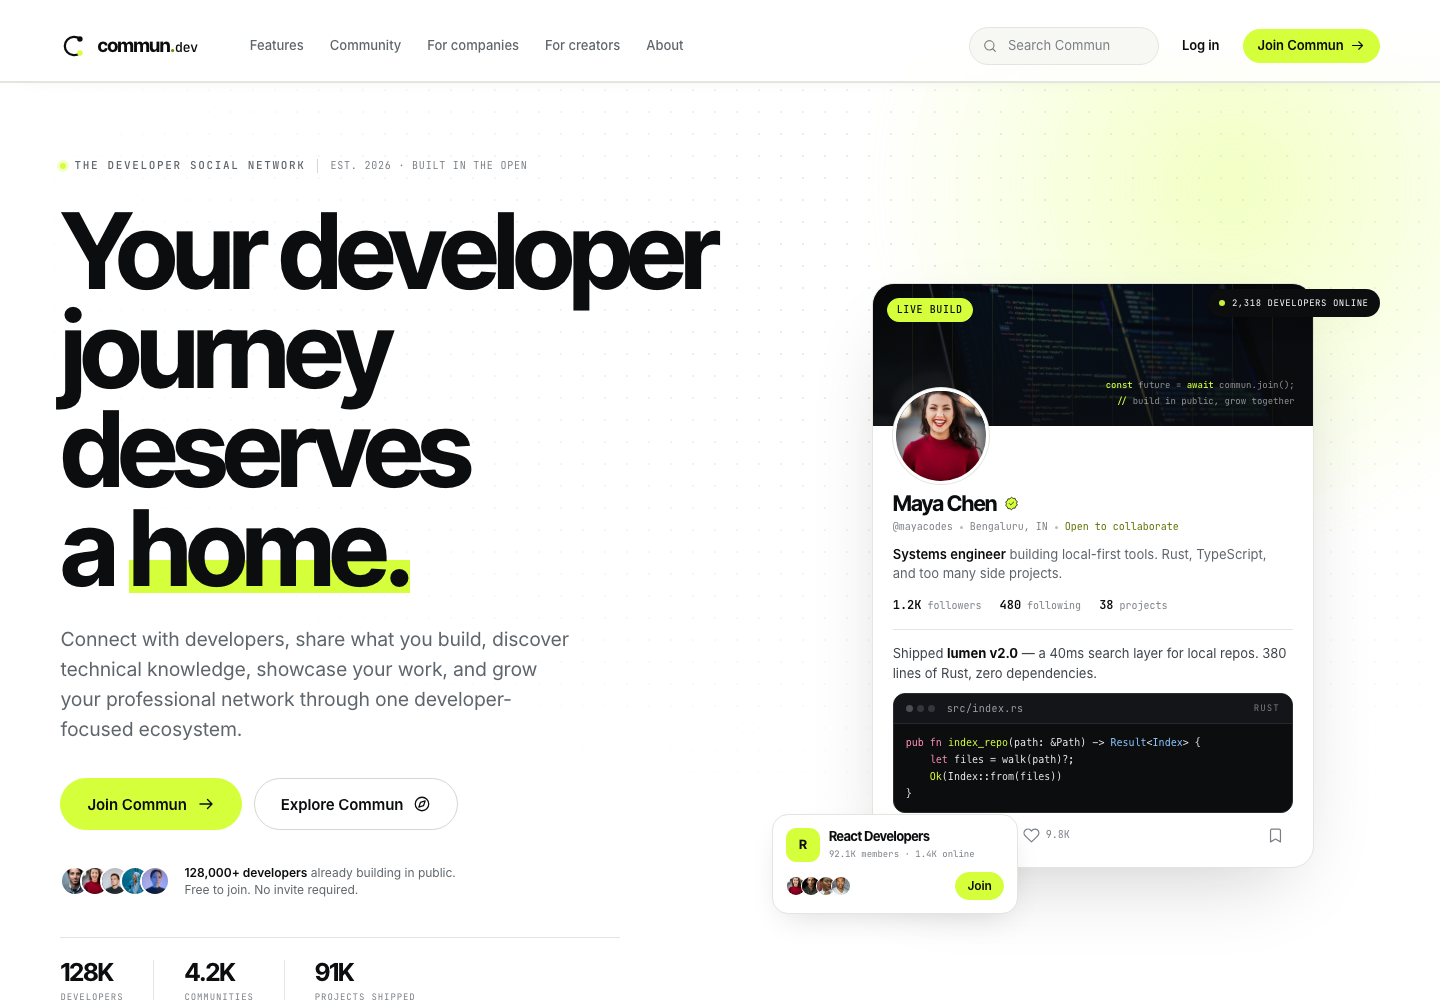 commun.dev
Features
Community
For companies
For creators
About
Search Commun
Log in
Join Commun →
THE DEVELOPER SOCIAL NETWORK
EST. 2026 · BUILT IN THE OPEN
Your developer
journey
deserves
a home.
Connect with developers, share what you build, discover
technical knowledge, showcase your work, and grow
your professional network through one developer-
focused ecosystem.
Join Commun →
Explore Commun
128,000+ developers already building in public.
Free to join. No invite required.
128K
DEVELOPERS
4.2K
COMMUNITIES
91K
PROJECTS SHIPPED
LIVE BUILD
2,318 DEVELOPERS ONLINE
const future = await commun.join();
// build in public, grow together
Maya Chen
@mayacodes • Bengaluru, IN • Open to collaborate
Systems engineer building local-first tools. Rust, TypeScript,
and too many side projects.
1.2K followers 480 following 38 projects
Shipped lumen v2.0 — a 40ms search layer for local repos. 380
lines of Rust, zero dependencies.
src/index.rs
RUST
pub fn index_repo(path: &Path) -> Result<Index> {
let files = walk(path)?;
Ok(Index::from(files))
}
9.8K
R
React Developers
92.1K members · 1.4K online
Join